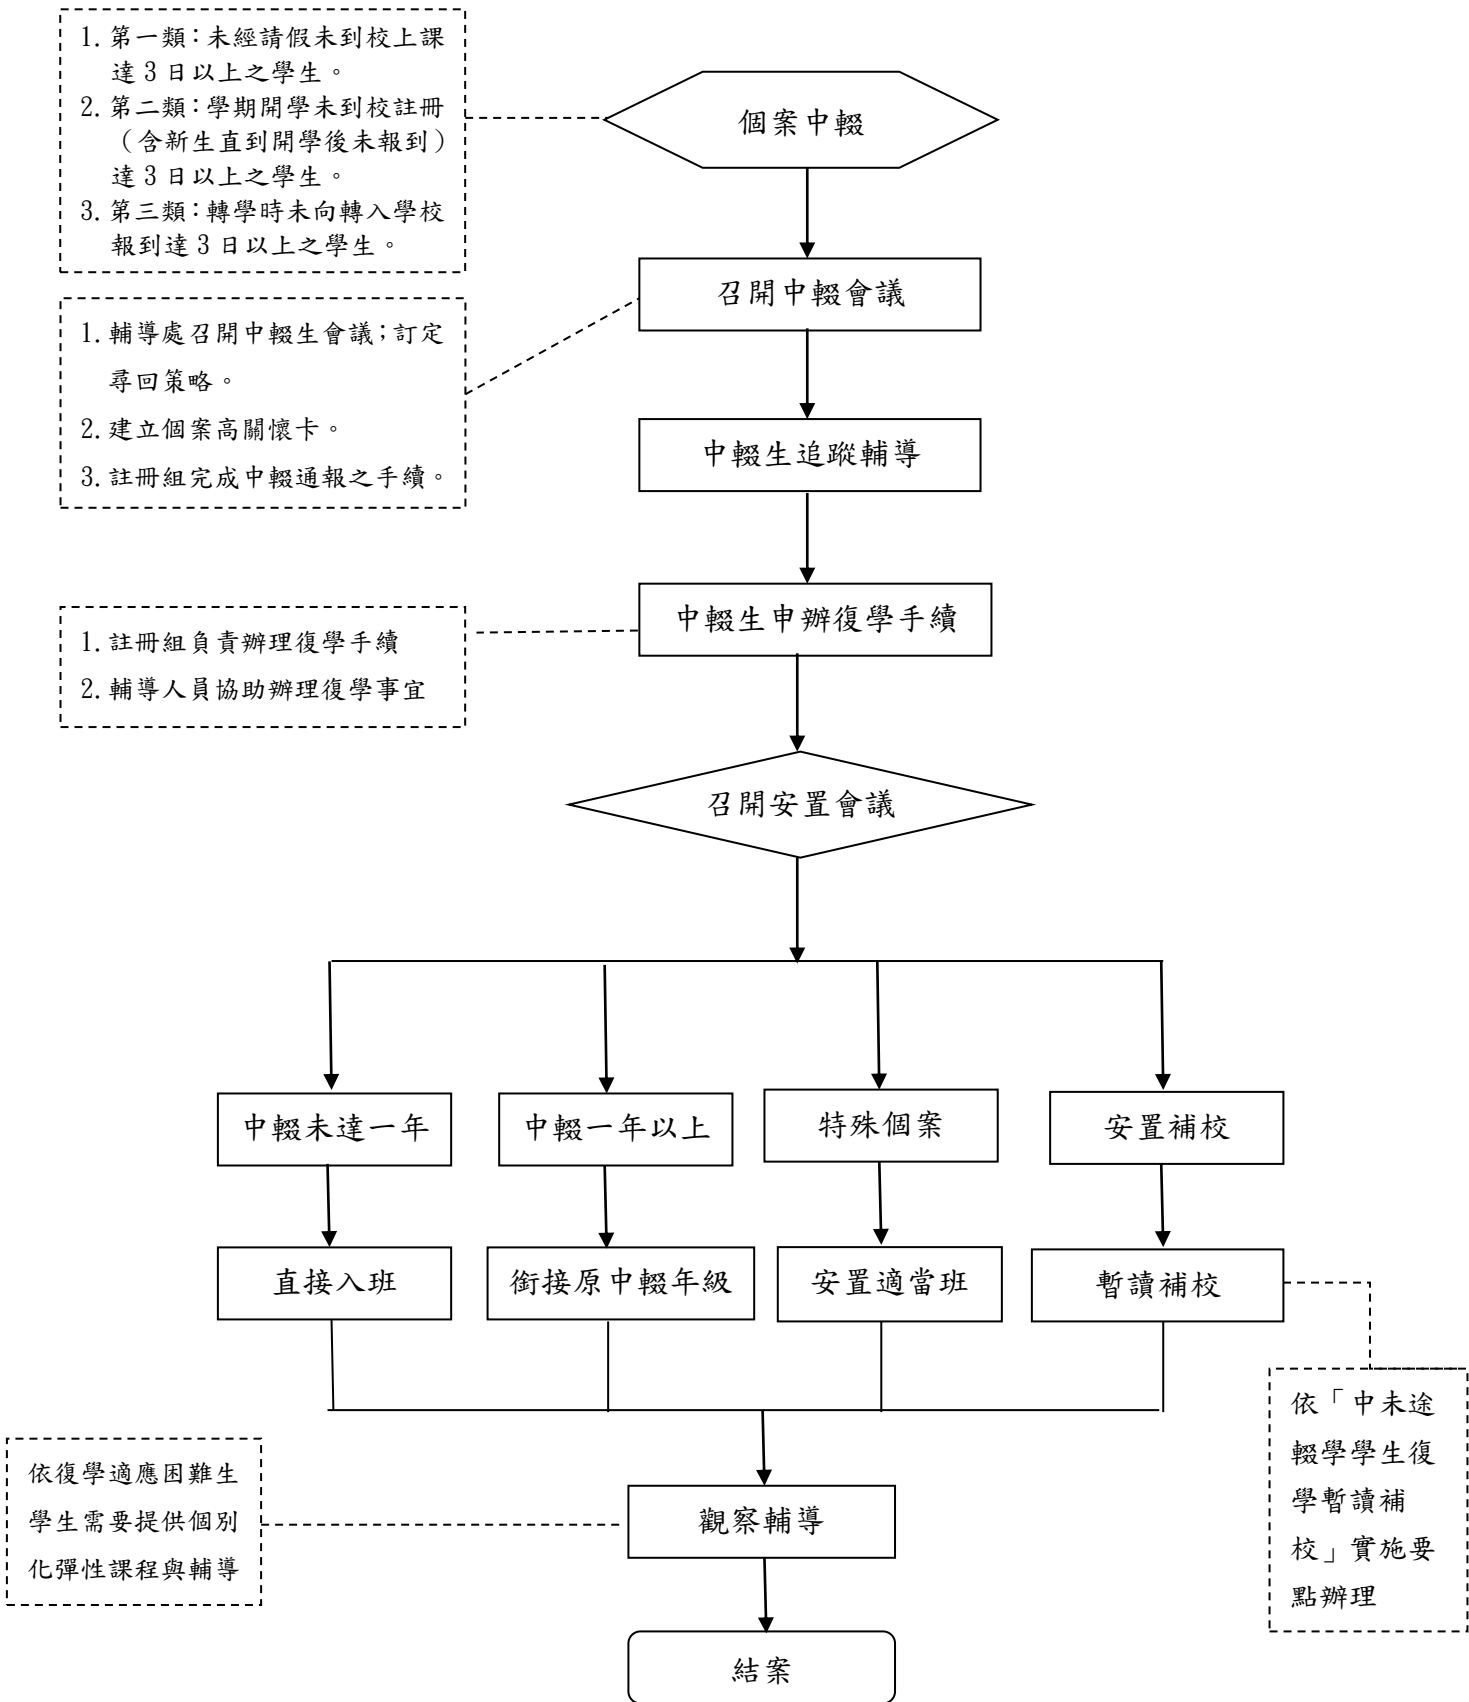 1. 第一類：未經請假未到校上課
達 3 日以上之學生。
2. 第二類：學期開學未到校註冊
（含新生直到開學後未報到）
達 3 日以上之學生。
3. 第三類：轉學時未向轉入學校
報到達 3 日以上之學生。
個案中輟
召開中輟會議
1. 輔導處召開中輟生會議；訂定
尋回策略。
2. 建立個案高關懷卡。
3. 註冊組完成中輟通報之手續。
中輟生追蹤輔導
中輟生申辦復學手續
1. 註冊組負責辦理復學手續
2. 輔導人員協助辦理復學事宜
召開安置會議
中輟未達一年
中輟一年以上
特殊個案
安置補校
直接入班
銜接原中輟年級
安置適當班
暫讀補校
依「中未途
輟學學生復
學暫讀補
校」實施要
點辦理
依復學適應困難生
學生需要提供個別
化彈性課程與輔導
觀察輔導
結案